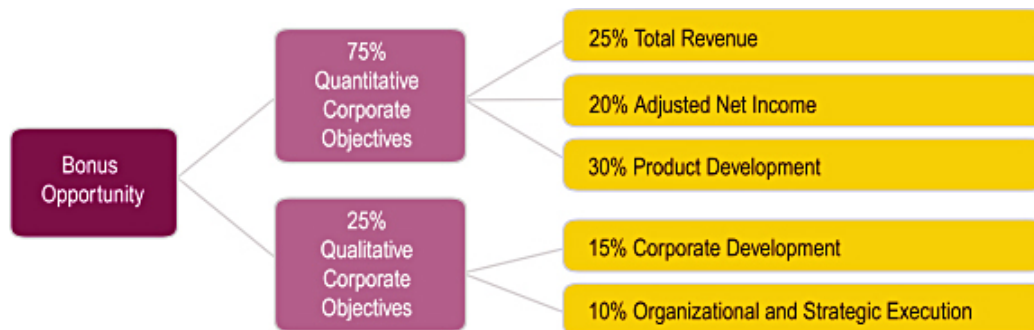 Bonus
Opportunity
75%
Quantitative
Corporate
Objectives
25% Total Revenue
20% Adjusted Net Income
30% Product Development
25%
Qualitative
Corporate
Objectives
15% Corporate Development
10% Organizational and Strategic Execution